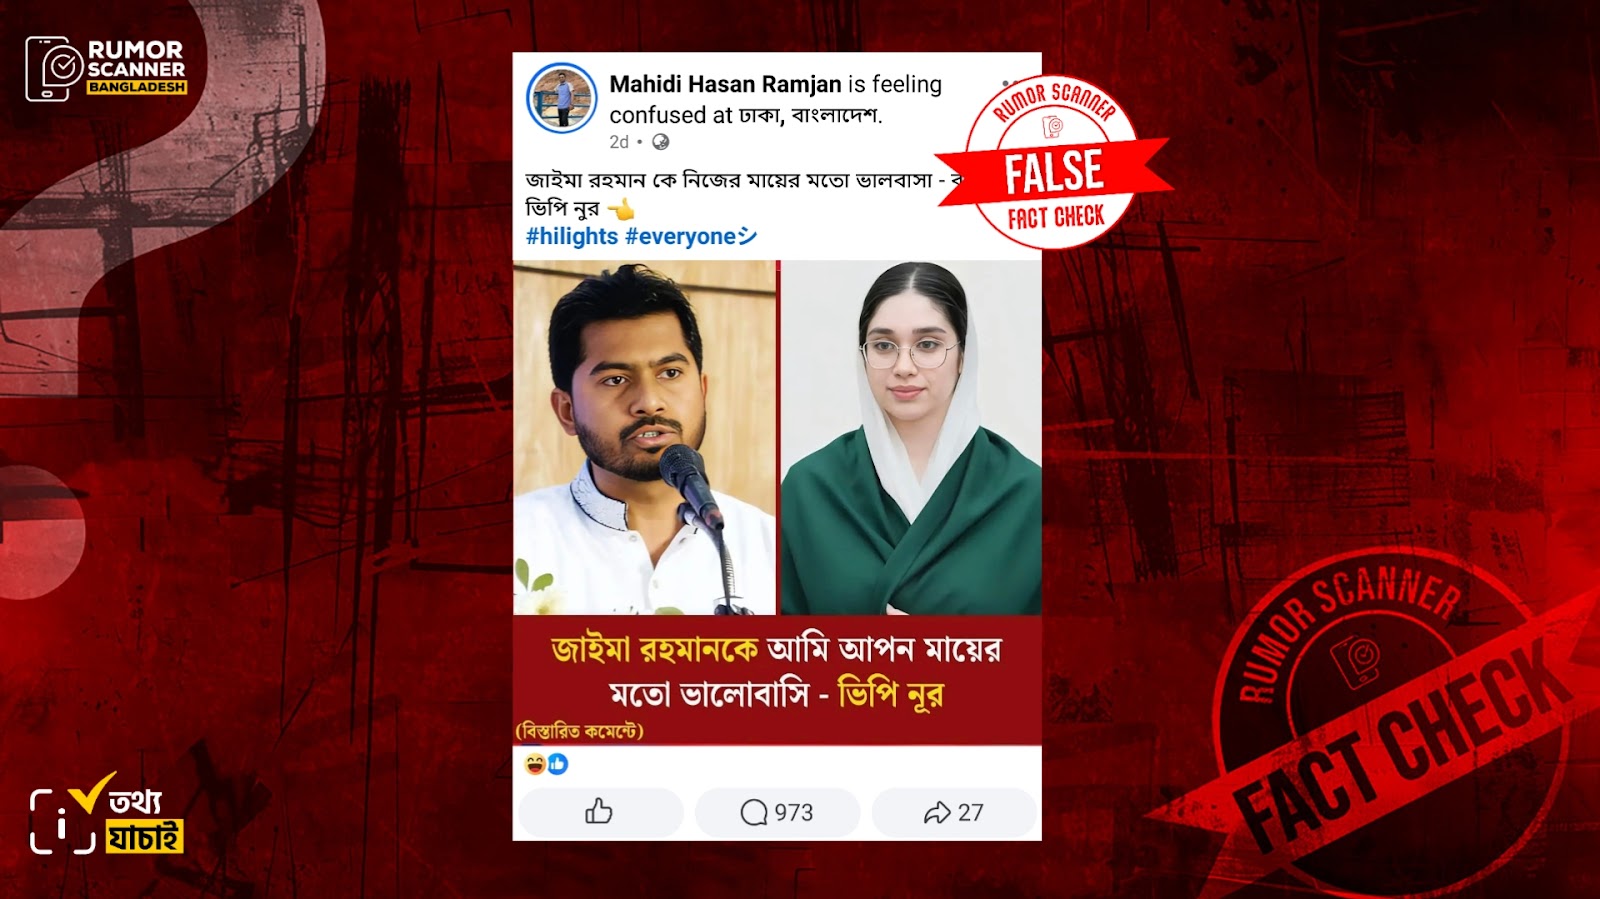 RUMOR
SCANNER
BANGLADESH
Mahidi Hasan Ramjan is feeling
confused at ঢাকা, বাংলাদেশ.
2d
জাইমা রহমান কে নিজের মায়ের মতো ভালবাসা -
ভিপি নুর 👈
#hilights #everyoneシ
RUMOR SCANNER
FALSE
FACT CHECK
জাইমা রহমানকে আমি আপন মায়ের
মতো ভালোবাসি - ভিপি নূর
(বিস্তারিত কমেন্টে)
973
27
তথ্য
যাচাই
RUMOR SCANNER
FACT CHECK